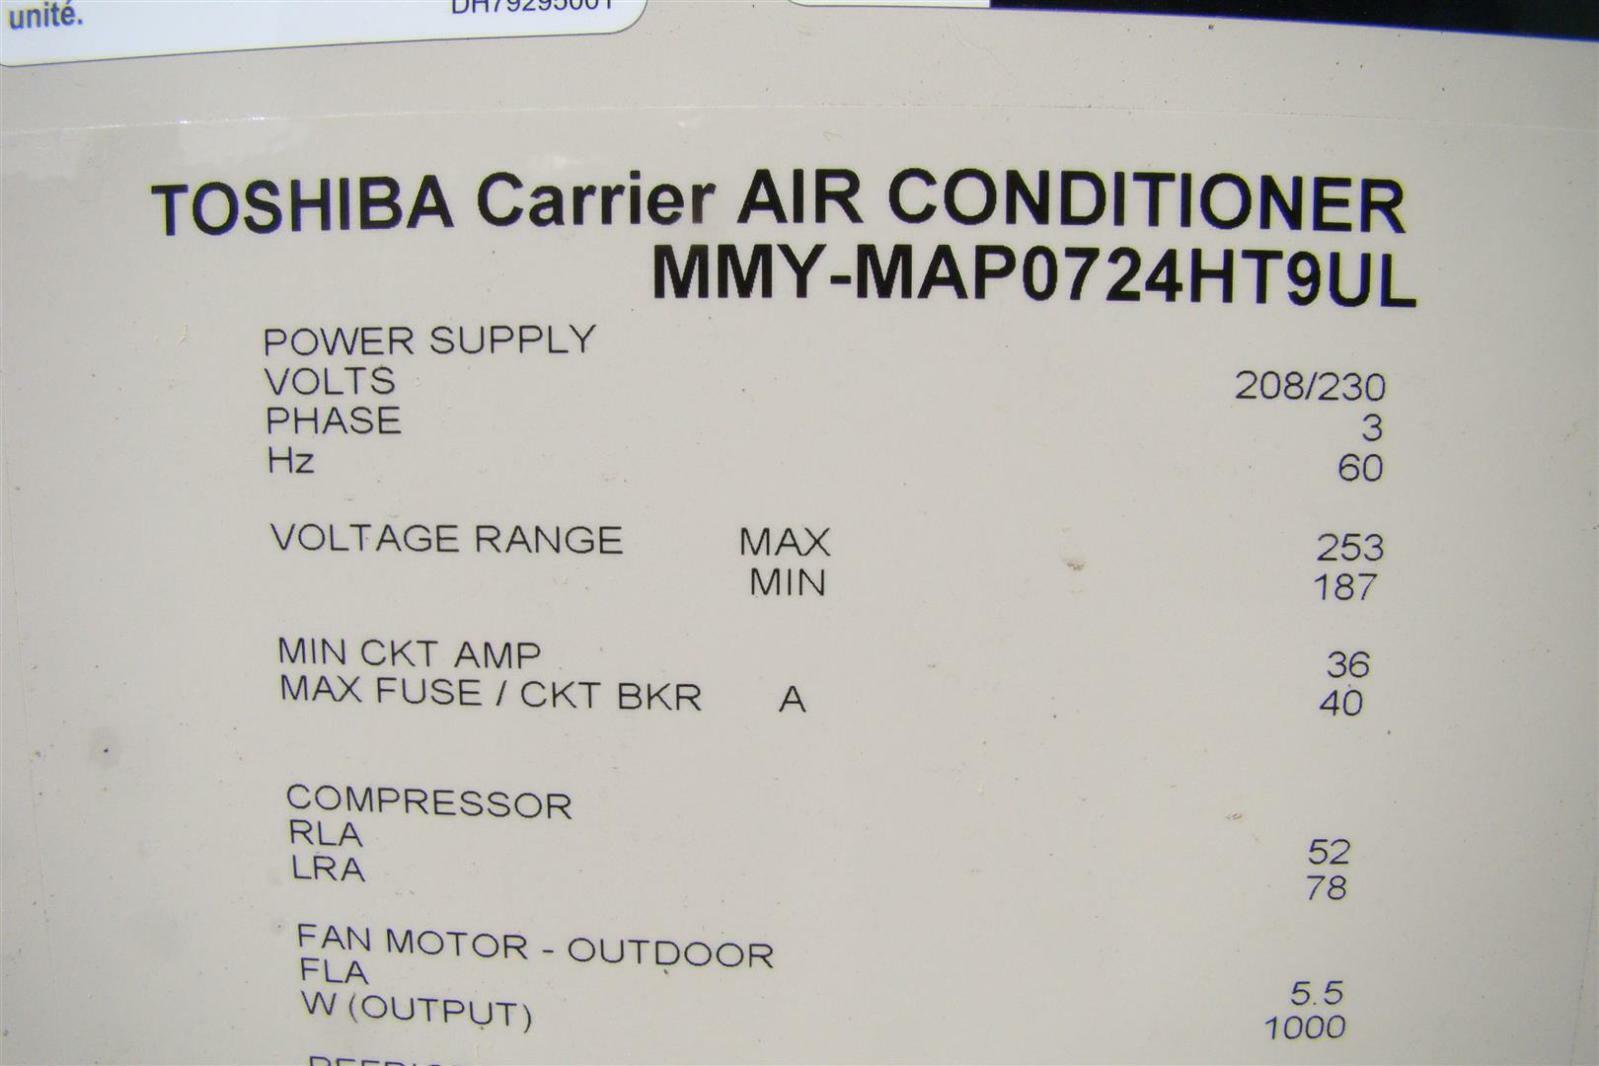 unité.
DH79295001
TOSHIBA Carrier AIR CONDITIONER
MMY-MAP0724HT9UL
POWER SUPPLY
VOLTS 208/230
PHASE 3
Hz 60
VOLTAGE RANGE MAX 253
MIN 187
MIN CKT AMP 36
MAX FUSE / CKT BKR A 40
COMPRESSOR
RLA 52
LRA 78
FAN MOTOR - OUTDOOR
FLA 5.5
W (OUTPUT) 1000